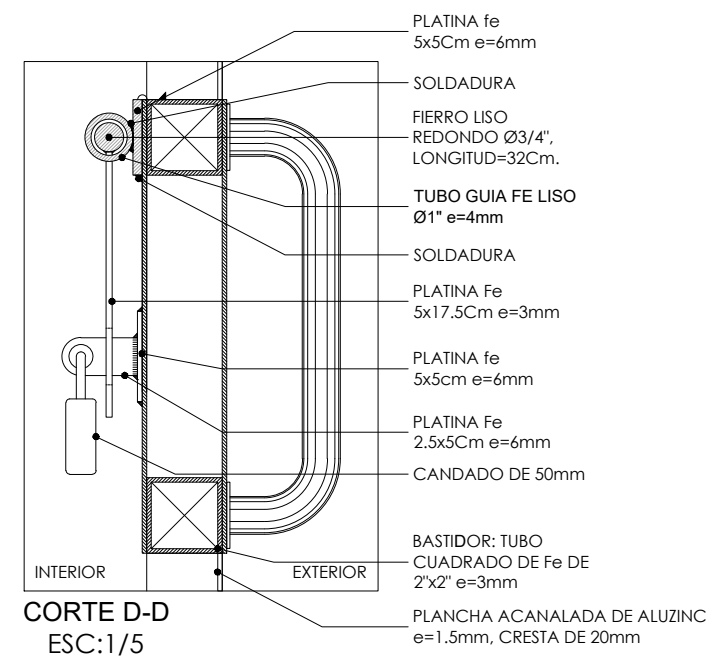 PLATINA fe
5x5Cm e=6mm
SOLDADURA
FIERRO LISO
REDONDO Ø3/4",
LONGITUD=32Cm.
TUBO GUIA FE LISO
Ø1" e=4mm
SOLDADURA
PLATINA Fe
5x17.5Cm e=3mm
PLATINA fe
5x5cm e=6mm
PLATINA Fe
2.5x5Cm e=6mm
CANDADO DE 50mm
BASTIDOR: TUBO
CUADRADO DE Fe DE
2"x2" e=3mm
PLANCHA ACANALADA DE ALUZINC
e=1.5mm, CRESTA DE 20mm
INTERIOR
EXTERIOR
CORTE D-D
ESC:1/5